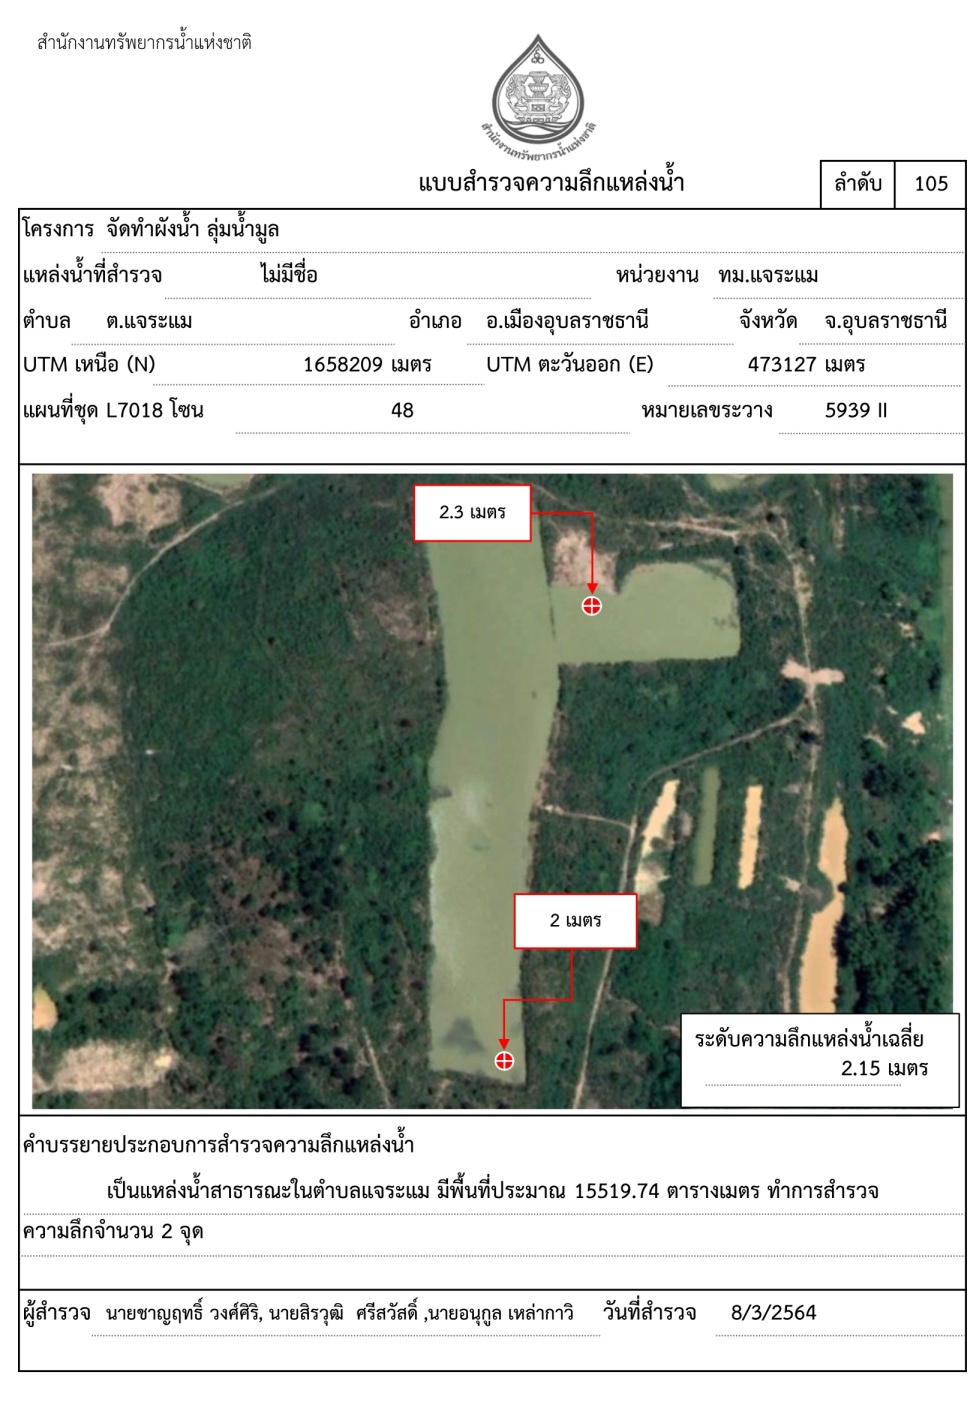 สำนักงานทรัพยากรน้ำแห่งชาติ
สำนักงานทรัพยากรน้ำแห่งชาติ
แบบสำรวจความลึกแหล่งน้ำ
ลำดับ 105
โครงการ จัดทำผังน้ำ ลุ่มน้ำมูล
แหล่งน้ำที่สำรวจ ไม่มีชื่อ หน่วยงาน ทม.แจระแม
ตำบล ต.แจระแม อำเภอ อ.เมืองอุบลราชธานี จังหวัด จ.อุบลราชธานี
UTM เหนือ (N) 1658209 เมตร UTM ตะวันออก (E) 473127 เมตร
แผนที่ชุด L7018 โซน 48 หมายเลขระวาง 5939 II
2.3 เมตร
2 เมตร
ระดับความลึกแหล่งน้ำเฉลี่ย
2.15 เมตร
คำบรรยายประกอบการสำรวจความลึกแหล่งน้ำ
เป็นแหล่งน้ำสาธารณะในตำบลแจระแม มีพื้นที่ประมาณ 15519.74 ตารางเมตร ทำการสำรวจ
ความลึกจำนวน 2 จุด
ผู้สำรวจ นายชาญฤทธิ์ วงศ์ศิริ, นายสิรวุฒิ ศรีสวัสดิ์ ,นายอนุกูล เหล่ากาวิ วันที่สำรวจ 8/3/2564